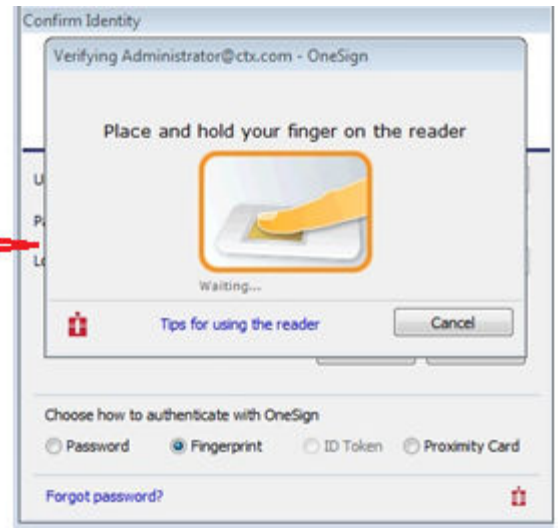 Confirm Identity
Verifying Administrator@ctx.com - OneSign
Place and hold your finger on the reader
Waiting...
Tips for using the reader
Cancel
Choose how to authenticate with OneSign
Password Fingerprint ID Token Proximity Card
Forgot password?